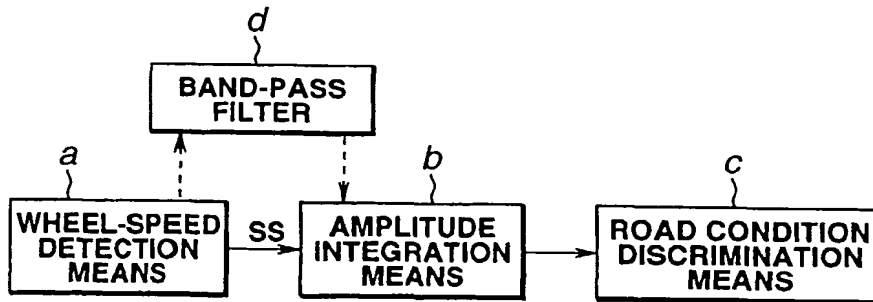 d
BAND-PASS
FILTER
a
WHEEL-SPEED
DETECTION
MEANS
SS
b
AMPLITUDE
INTEGRATION
MEANS
c
ROAD CONDITION
DISCRIMINATION
MEANS